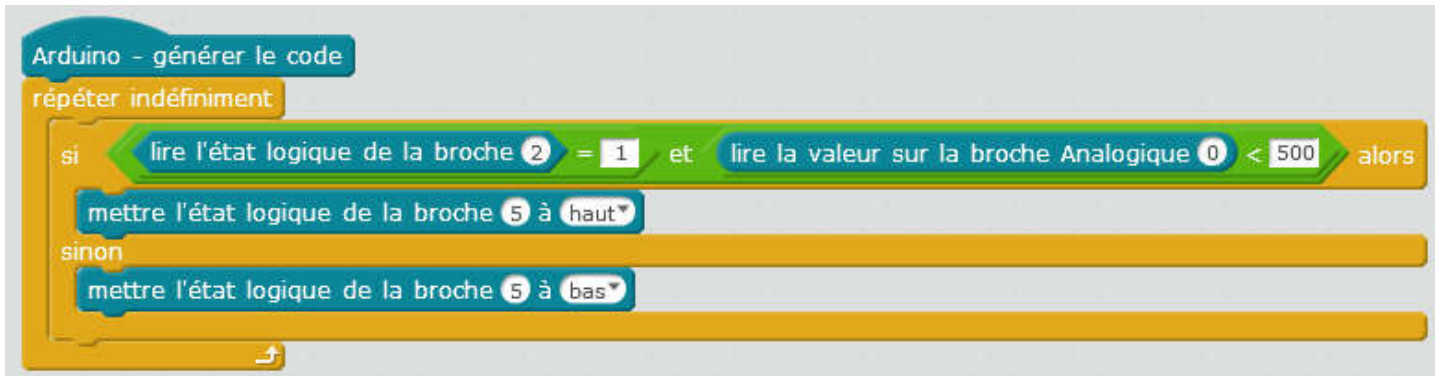 Arduino - générer le code
répéter indéfiniment
si lire l'état logique de la broche 2 = 1 et lire la valeur sur la broche Analogique 0 < 500 alors
mettre l'état logique de la broche 5 à haut
sinon
mettre l'état logique de la broche 5 à bas